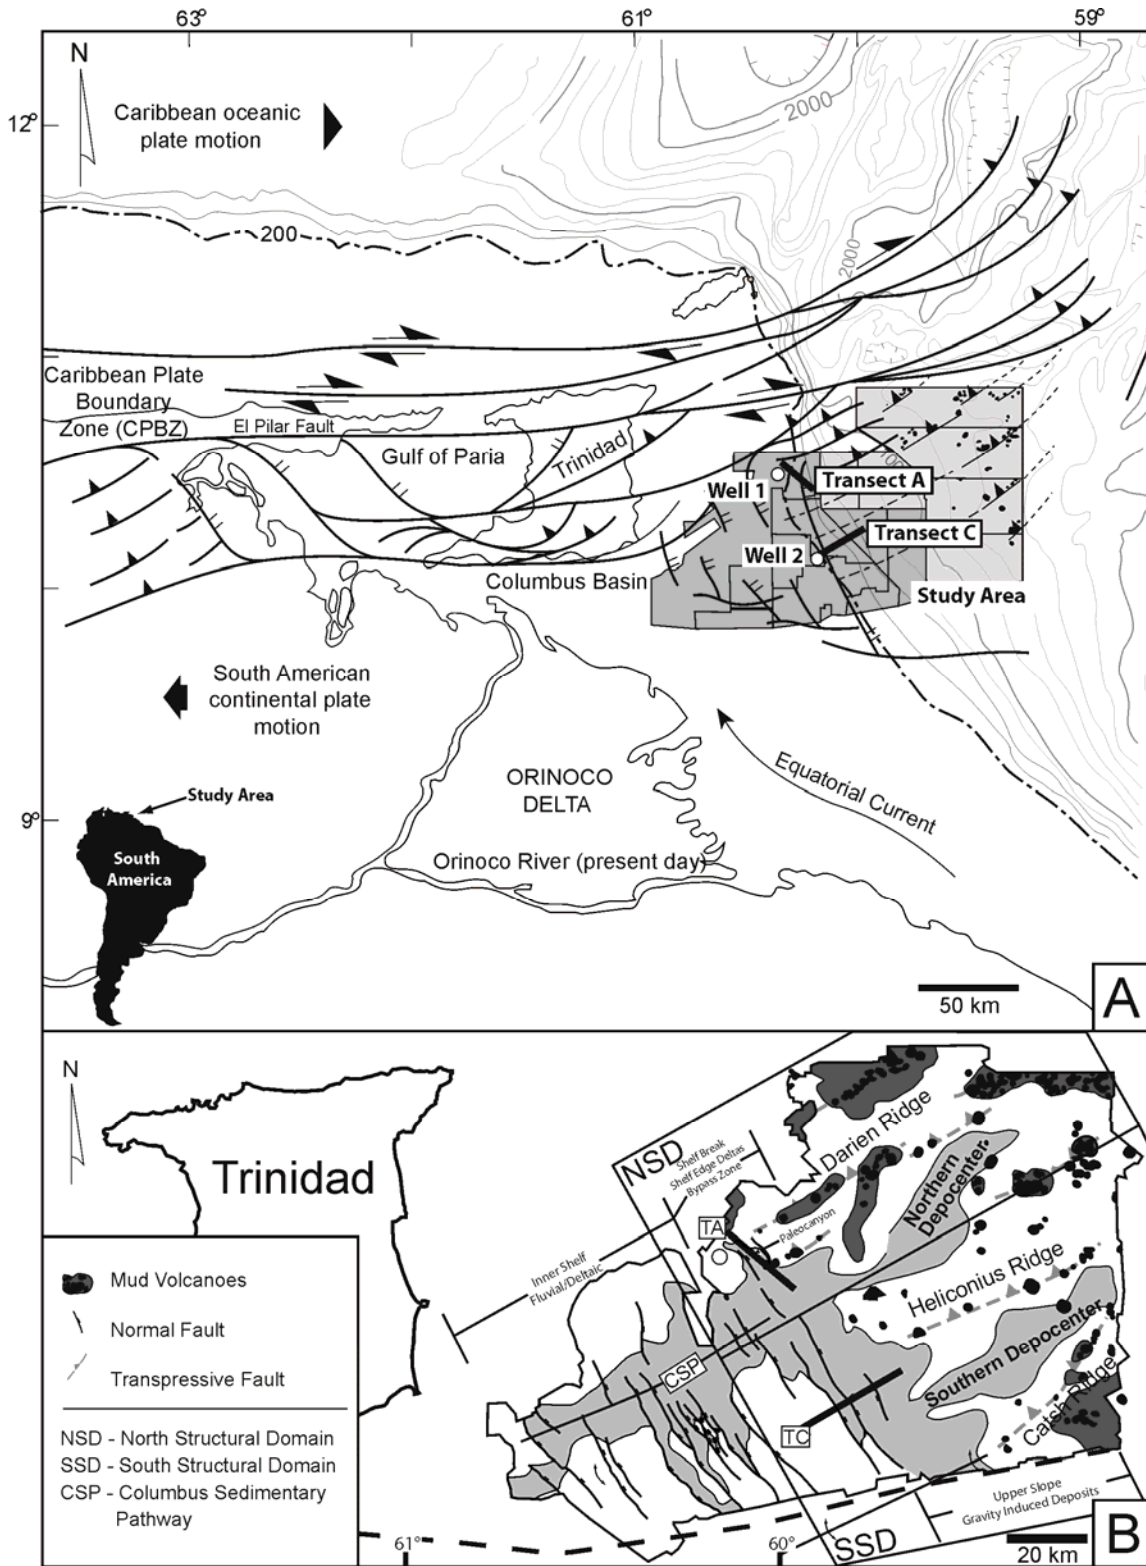 63°
61°
59°
N
12°
Caribbean oceanic
plate motion
2000
200
2000
Caribbean Plate
Boundary
Zone (CPBZ)
El Pilar Fault
Gulf of Paria
Trinidad
Well 1
Transect A
Transect C
Well 2
Columbus Basin
Study Area
South American
continental plate
motion
Equatorial Current
ORINOCO
DELTA
Study Area
9°
South
America
Orinoco River (present day)
50 km
A
N
Trinidad
NSD
Shelf Break
Shelf Edge Deltas
Bypass Zone
Darien Ridge
Northern
Depocenter
TA
Paleocanyon
Inner Shelf
Fluvial/Deltaic
Heliconius Ridge
Southern Depocenter
CSP
Catsh Ridge
TC
Mud Volcanoes
Normal Fault
Transpressive Fault
NSD - North Structural Domain
SSD - South Structural Domain
CSP - Columbus Sedimentary
Pathway
Upper Slope
Gravity Induced Deposits
SSD
61°
60°
20 km
B